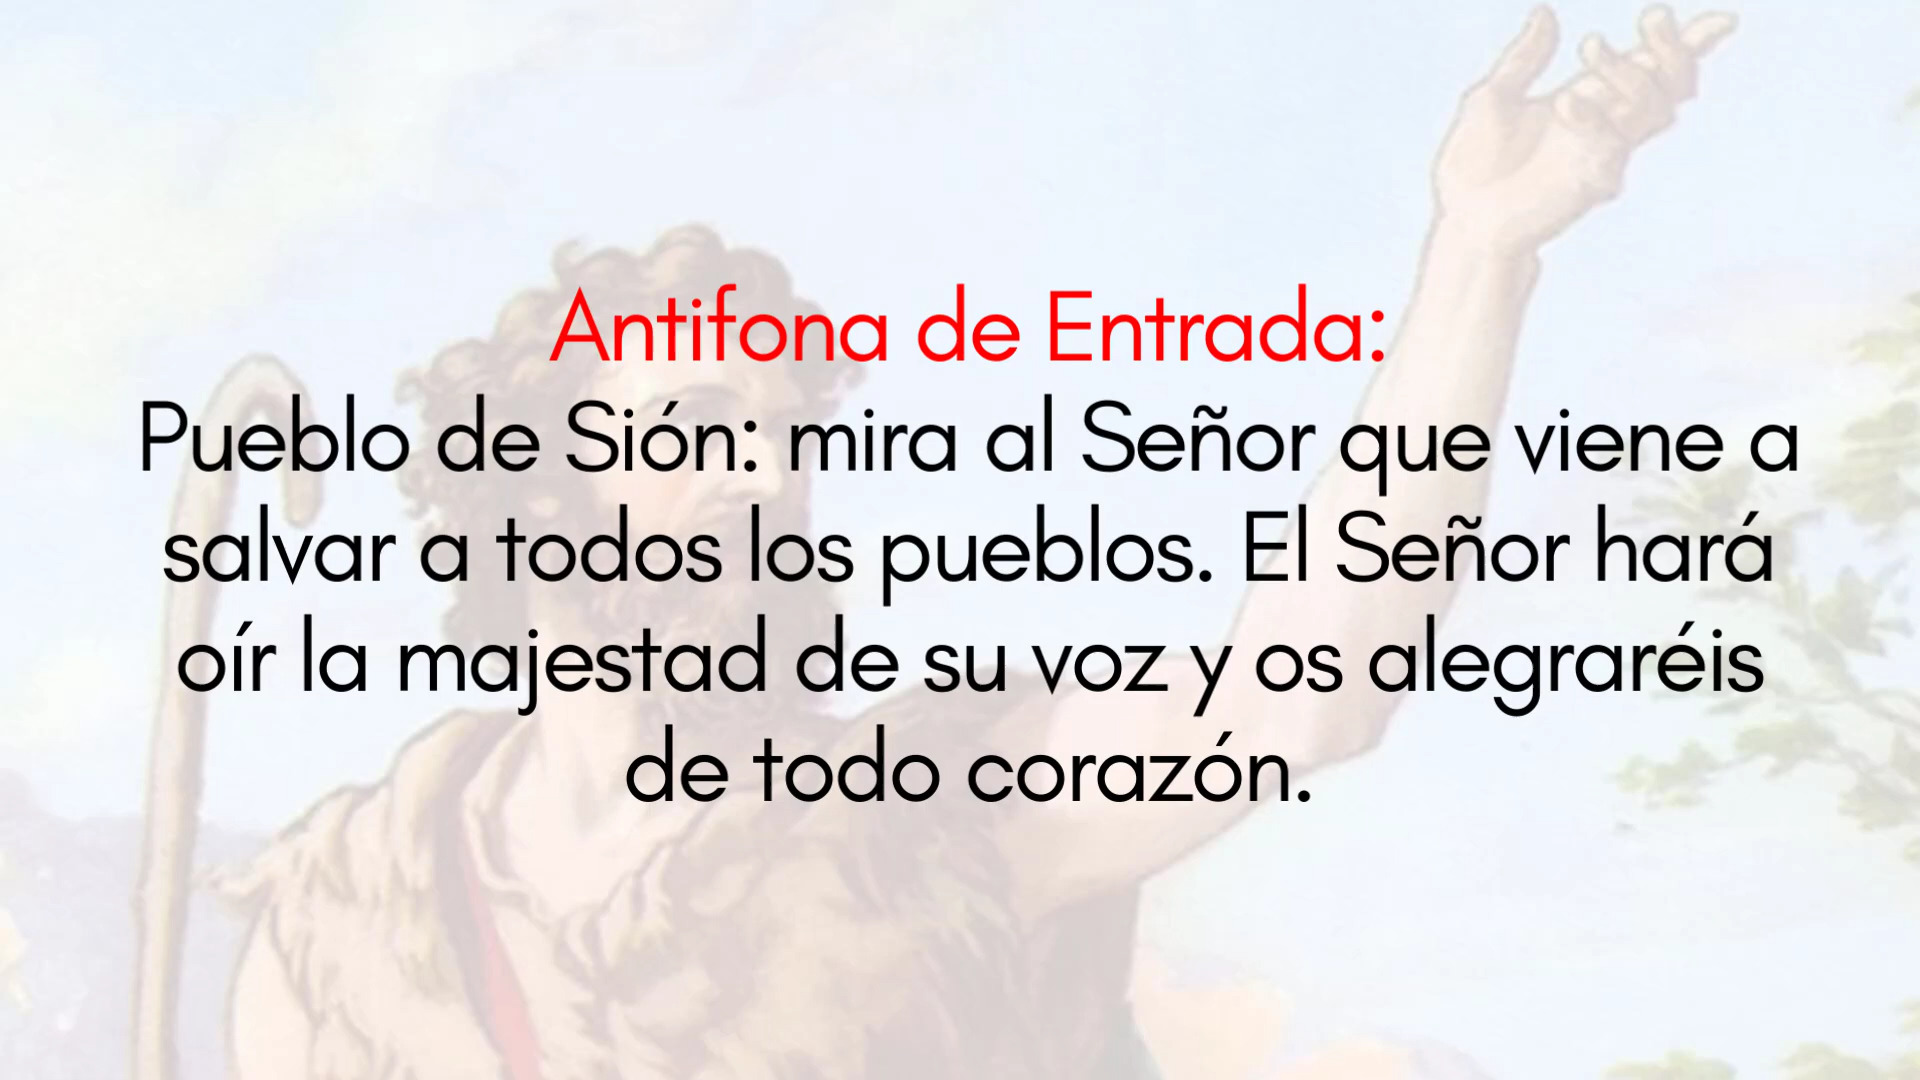 Antifona de Entrada:
Pueblo de Sión: mira al Señor que viene a
salvar a todos los pueblos. El Señor hará
oír la majestad de su voz y os alegraréis
de todo corazón.